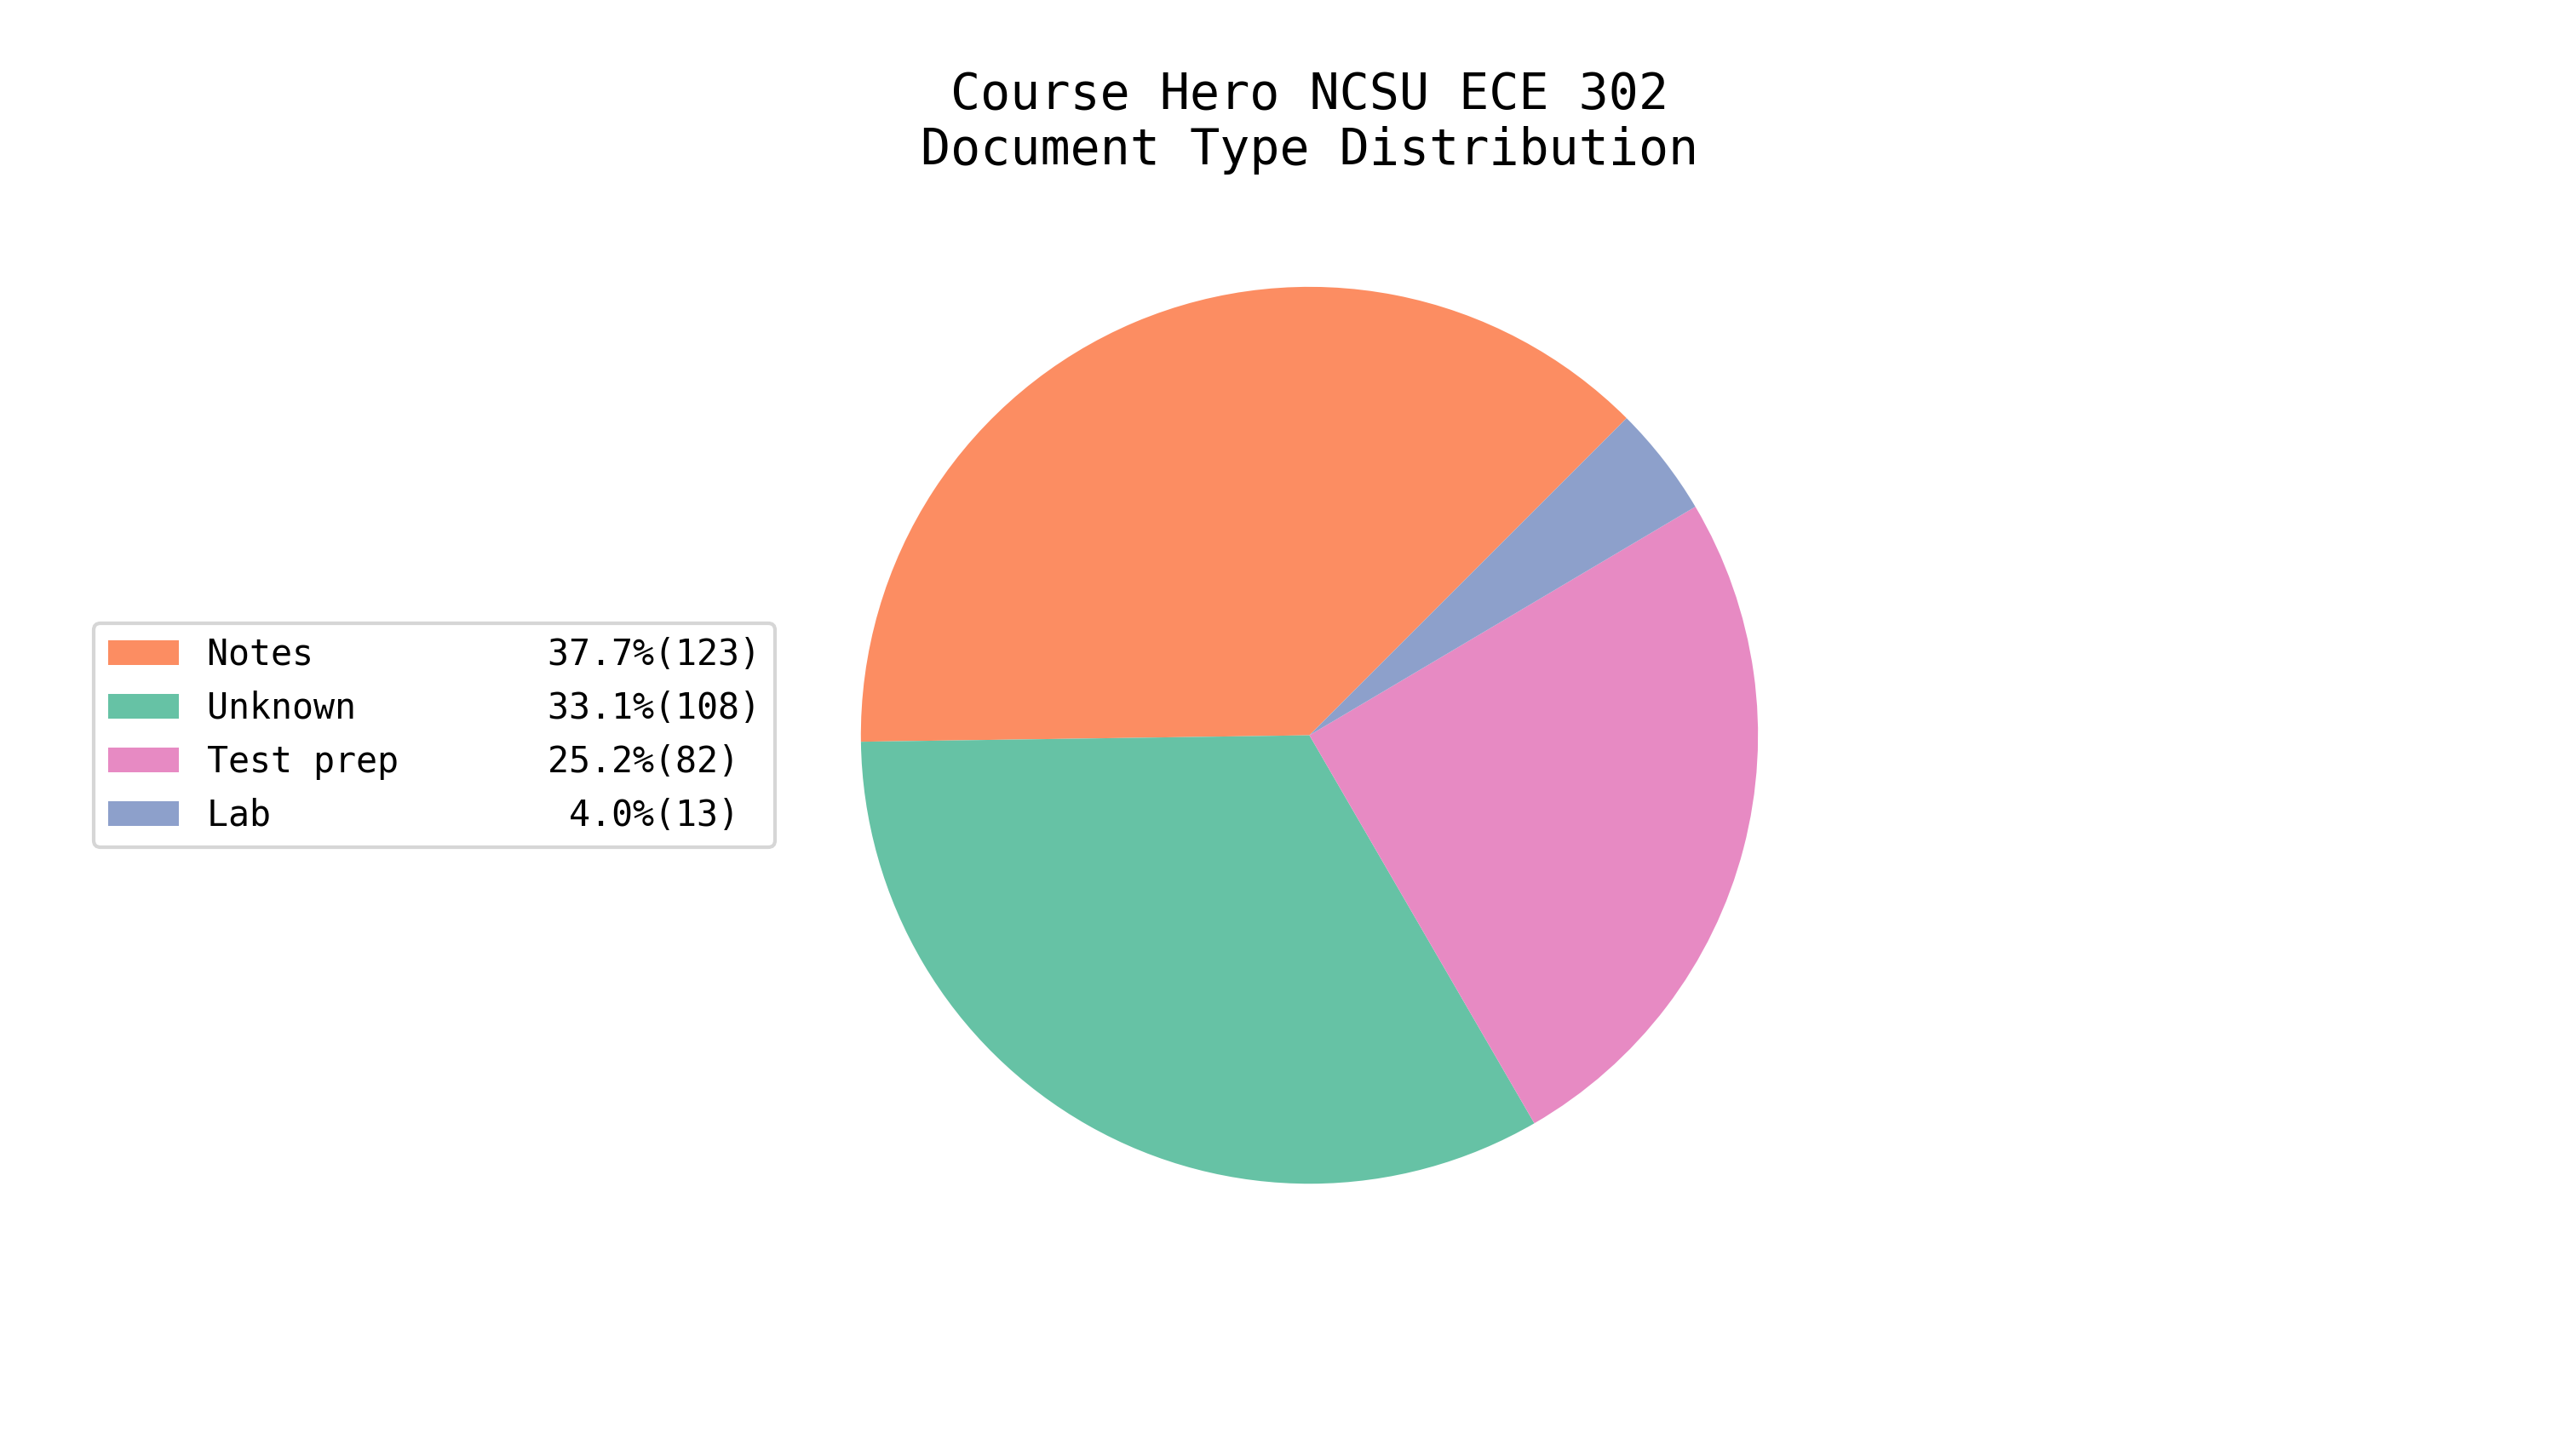 Course Hero NCSU ECE 302
Document Type Distribution
Notes 37.7%(123)
Unknown 33.1%(108)
Test prep 25.2%(82)
Lab 4.0%(13)